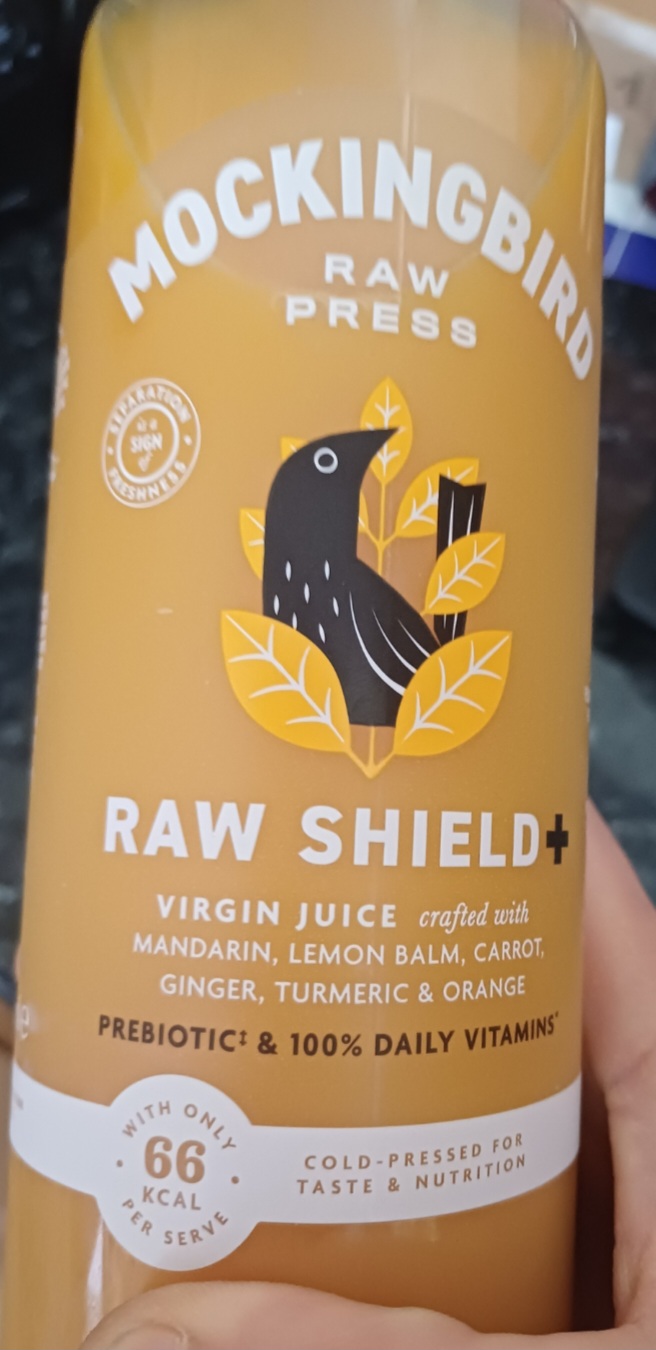 MOCKINGBIRD
RAW
PRESS
SEPARATION
is a
SIGN
of
FRESHNESS
RAW SHIELD+
VIRGIN JUICE crafted with
MANDARIN, LEMON BALM, CARROT,
GINGER, TURMERIC & ORANGE
PREBIOTIC‡ & 100% DAILY VITAMINS*
WITH ONLY
66
KCAL
PER SERVE
COLD-PRESSED FOR
TASTE & NUTRITION